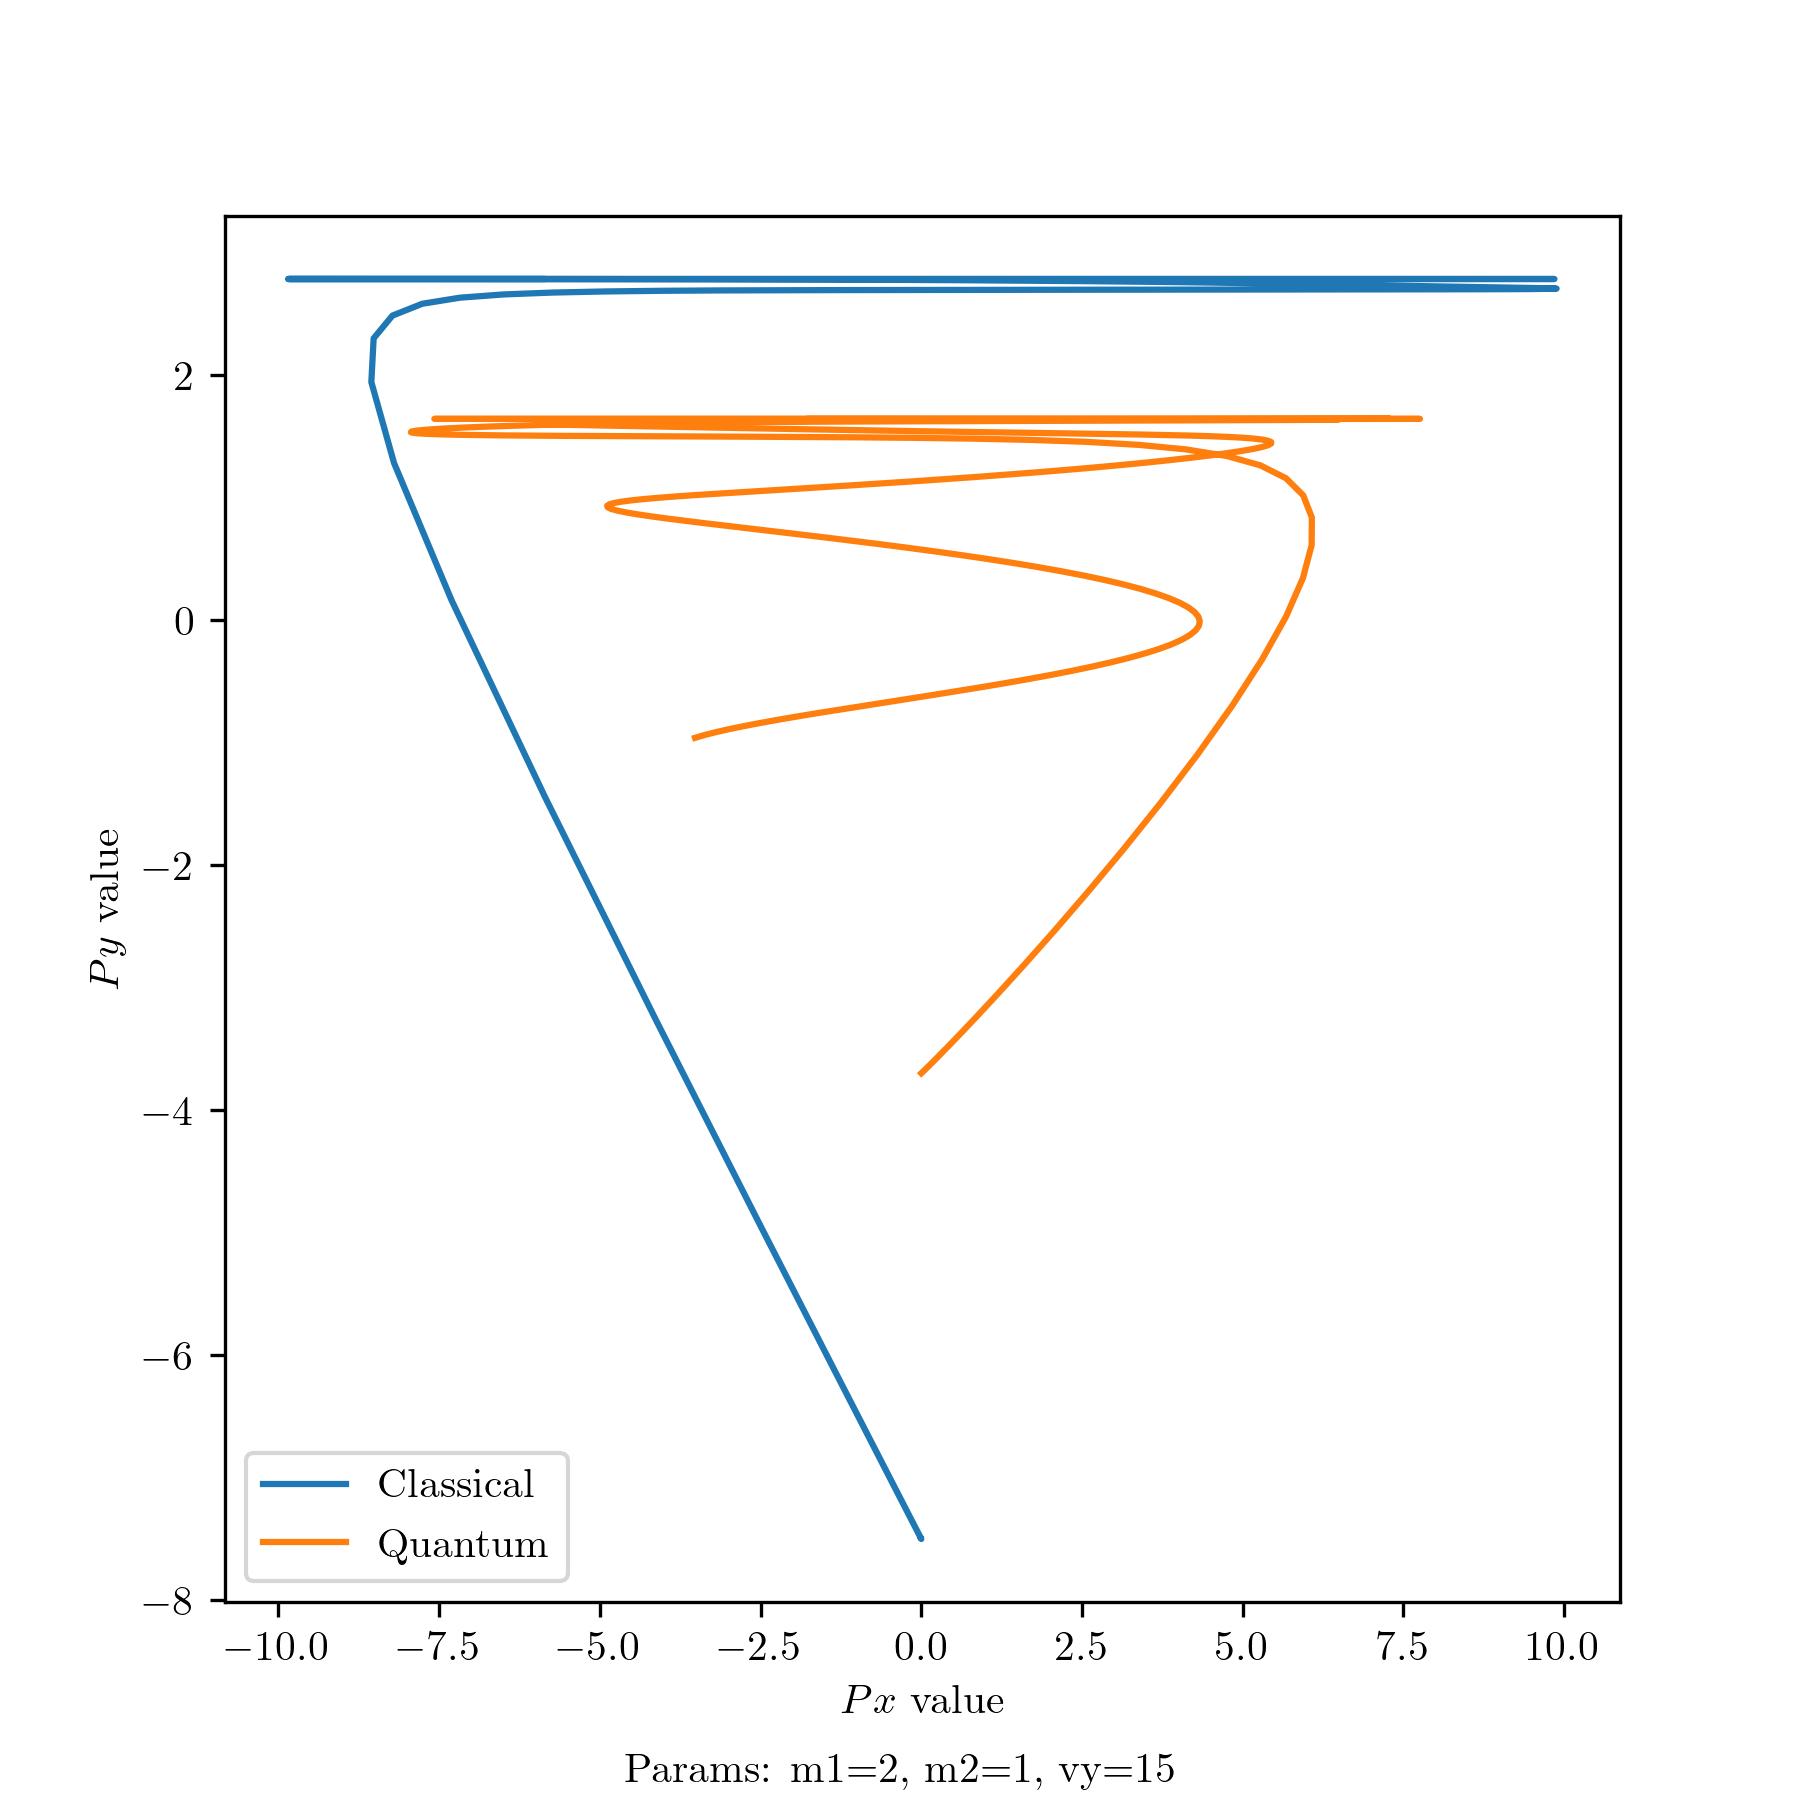 2
0
−2
−4
−6
−8
Py value
Classical
Quantum
−10.0 −7.5 −5.0 −2.5 0.0 2.5 5.0 7.5 10.0
Px value
Params: m1=2, m2=1, vy=15